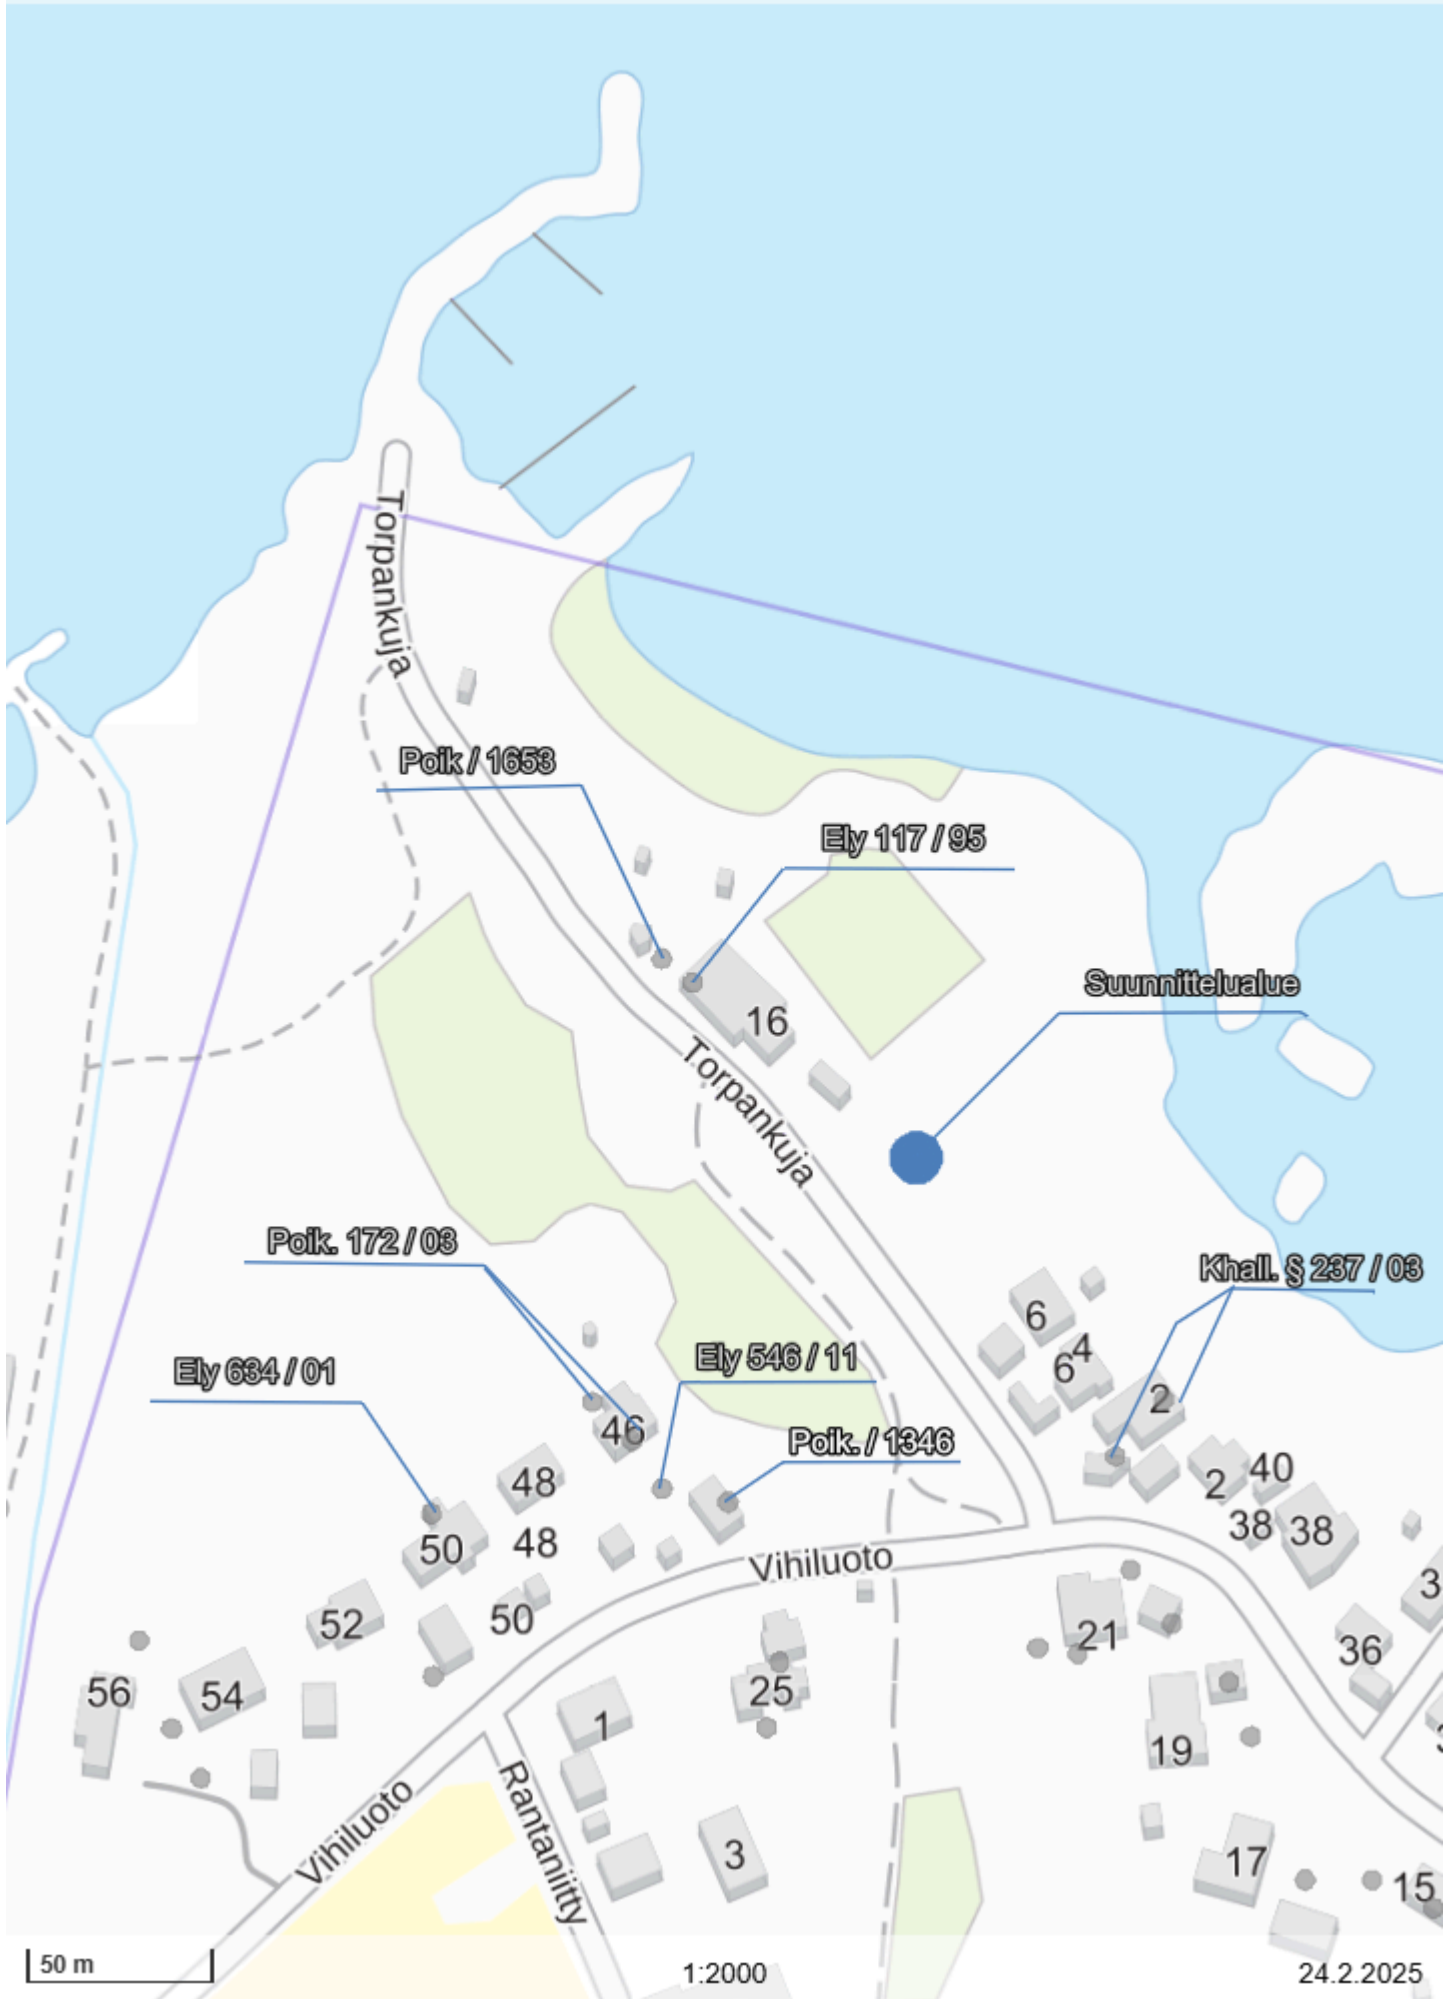 Torpankuja
Poik / 1653
Ely 117 / 95
Suunnittelualue
16
Torpankuja
Poik. 172 / 03
Khall. § 237 / 03
6
4
6
Ely 546 / 11
Ely 634 / 01
2
46
Poik. / 1346
48
2
40
38
38
50
48
Vihiluoto
3
52
50
21
36
56
54
25
1
19
Vihiluoto
Rantaniitty
3
17
15
50 m
1:2000
24.2.2025